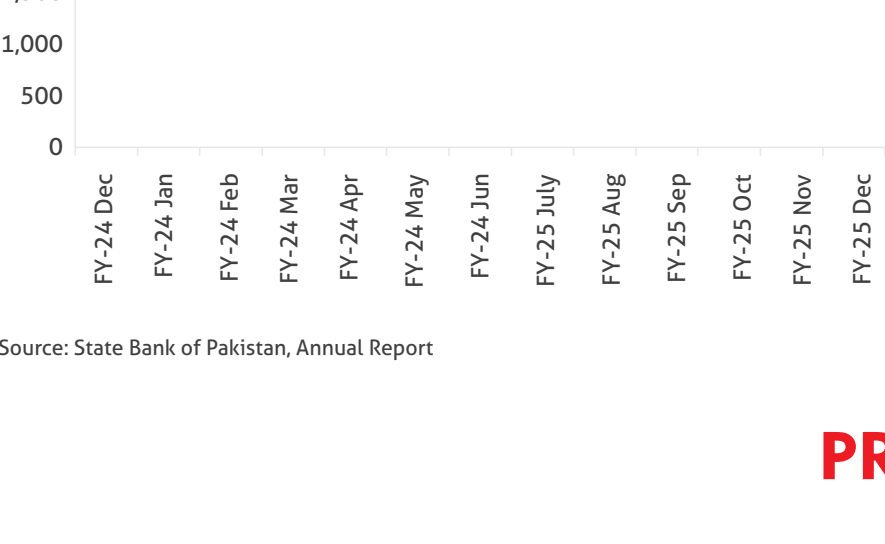 1,000
500
0
FY-24 Dec
FY-24 Jan
FY-24 Feb
FY-24 Mar
FY-24 Apr
FY-24 May
FY-24 Jun
FY-25 July
FY-25 Aug
FY-25 Sep
FY-25 Oct
FY-25 Nov
FY-25 Dec
Source: State Bank of Pakistan, Annual Report
PR